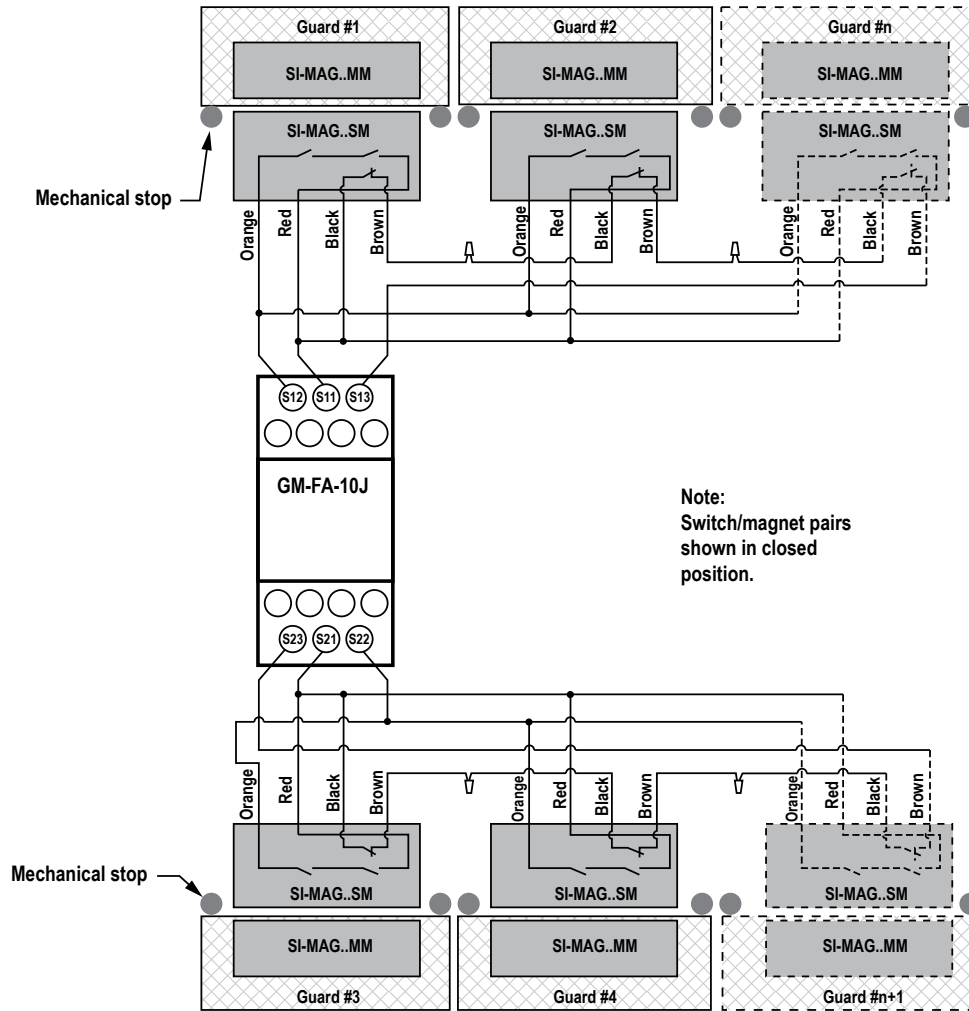 Guard #1
Guard #2
Guard #n
SI-MAG..MM
SI-MAG..MM
SI-MAG..MM
SI-MAG..SM
SI-MAG..SM
SI-MAG..SM
Mechanical stop
Orange
Red
Black
Brown
Orange
Red
Black
Brown
Orange
Red
Black
Brown
S12
S11
S13
GM-FA-10J
Note:
Switch/magnet pairs
shown in closed
position.
S23
S21
S22
Orange
Red
Black
Brown
Orange
Red
Black
Brown
Orange
Red
Black
Brown
Mechanical stop
SI-MAG..SM
SI-MAG..SM
SI-MAG..SM
SI-MAG..MM
SI-MAG..MM
SI-MAG..MM
Guard #3
Guard #4
Guard #n+1